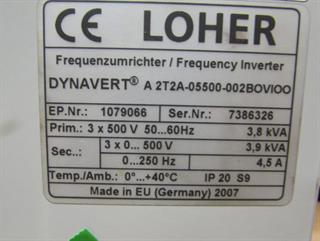 CE LOHER
Frequenzumrichter / Frequency Inverter
DYNAVERT® A 2T2A-05500-002BOVIOO
EP.Nr.: 1079066 Ser.Nr.: 7386326
Prim.: 3 x 500 V 50...60Hz 3,8 kVA
Sec.: 3 x 0... 500 V 3,9 kVA
0...250 Hz 4,5 A
Temp./Amb.: 0°...+40°C IP 20 S9
Made in EU (Germany) 2007